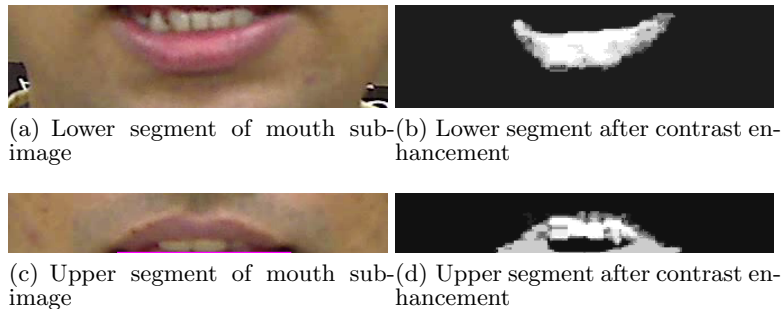 (a) Lower segment of mouth sub-
image
(b) Lower segment after contrast en-
hancement
(c) Upper segment of mouth sub-
image
(d) Upper segment after contrast en-
hancement